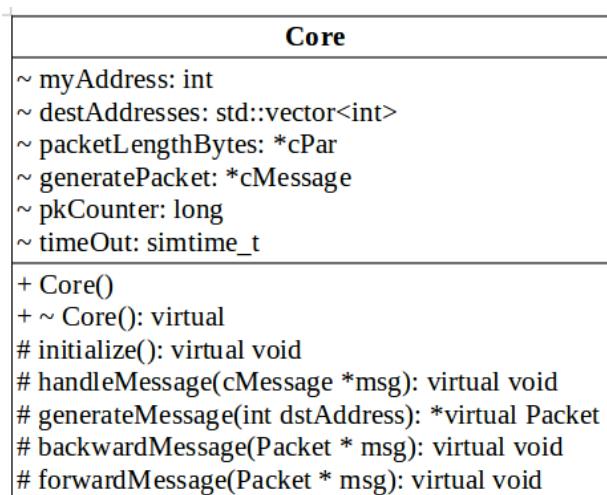 Core
~ myAddress: int
~ destAddresses: std::vector<int>
~ packetLengthBytes: *cPar
~ generatePacket: *cMessage
~ pkCounter: long
~ timeOut: simtime_t
+ Core()
+ ~ Core(): virtual
# initialize(): virtual void
# handleMessage(cMessage *msg): virtual void
# generateMessage(int dstAddress): *virtual Packet
# backwardMessage(Packet * msg): virtual void
# forwardMessage(Packet * msg): virtual void